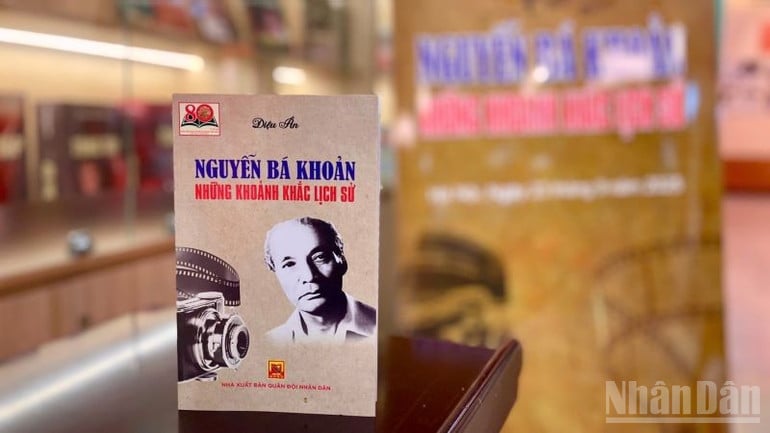 80
Diệu Ân
NGUYỄN BÁ KHOẢN
NHỮNG KHOẢNH KHẮC LỊCH SỬ
NHÀ XUẤT BẢN QUÂN ĐỘI NHÂN DÂN
NGUYỄN BÁ KHOẢN
NHỮNG KHOẢNH KHẮC LỊCH SỬ
NhânDân